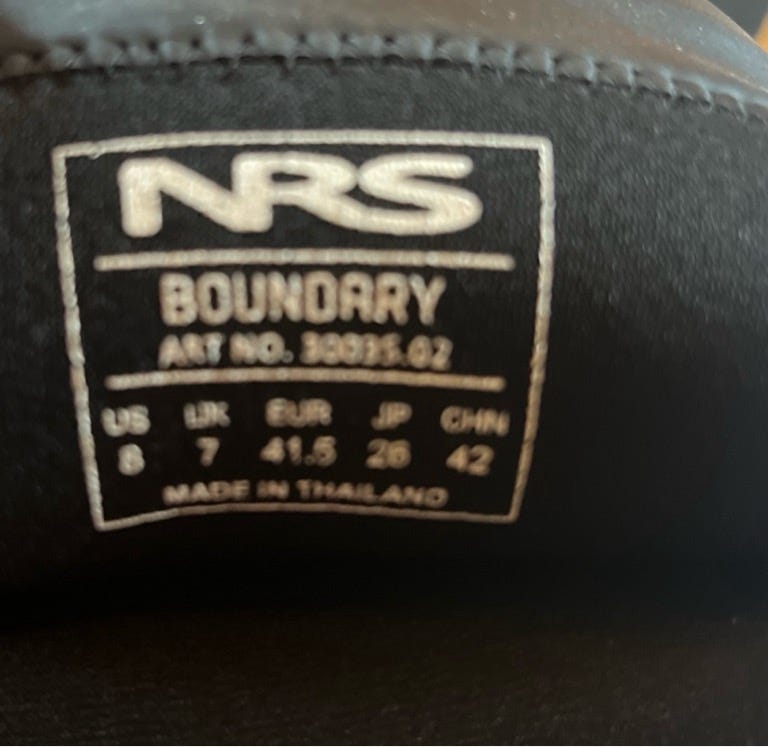 NRS
BOUNDARY
ART NO. 30035.02
US UK EUR JP CHN
8 7 41.5 26 42
MADE IN THAILAND